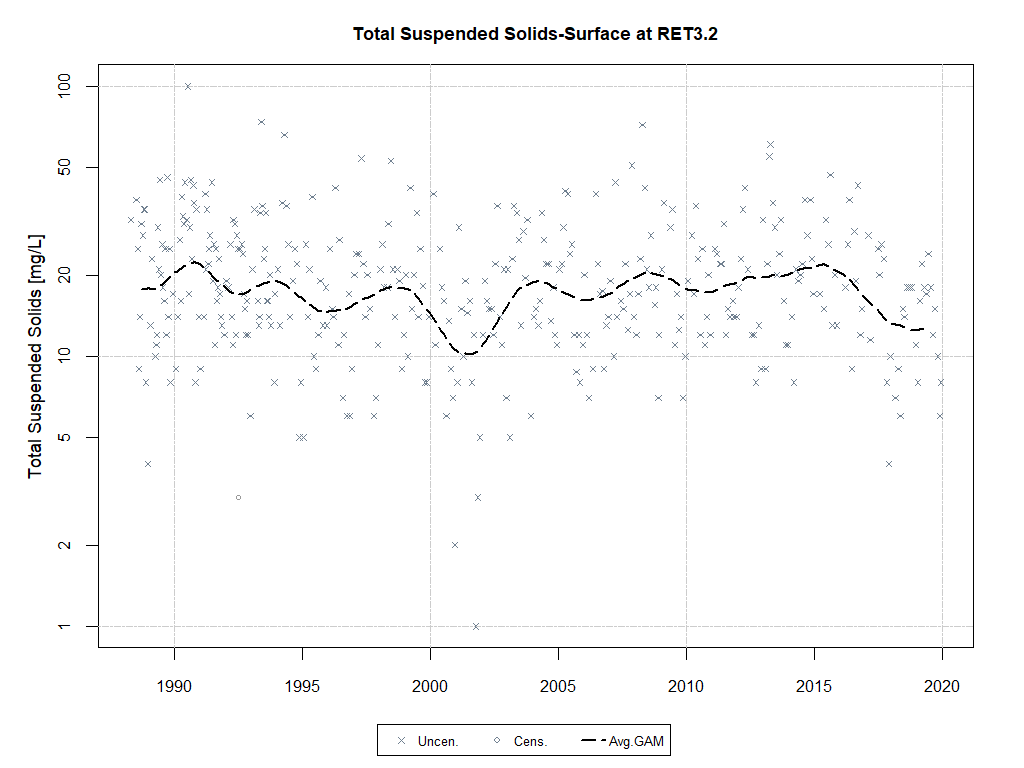 Total Suspended Solids-Surface at RET3.2
Total Suspended Solids [mg/L]
100
50
20
10
5
2
1
1990 1995 2000 2005 2010 2015 2020
Uncen. Cens. Avg.GAM